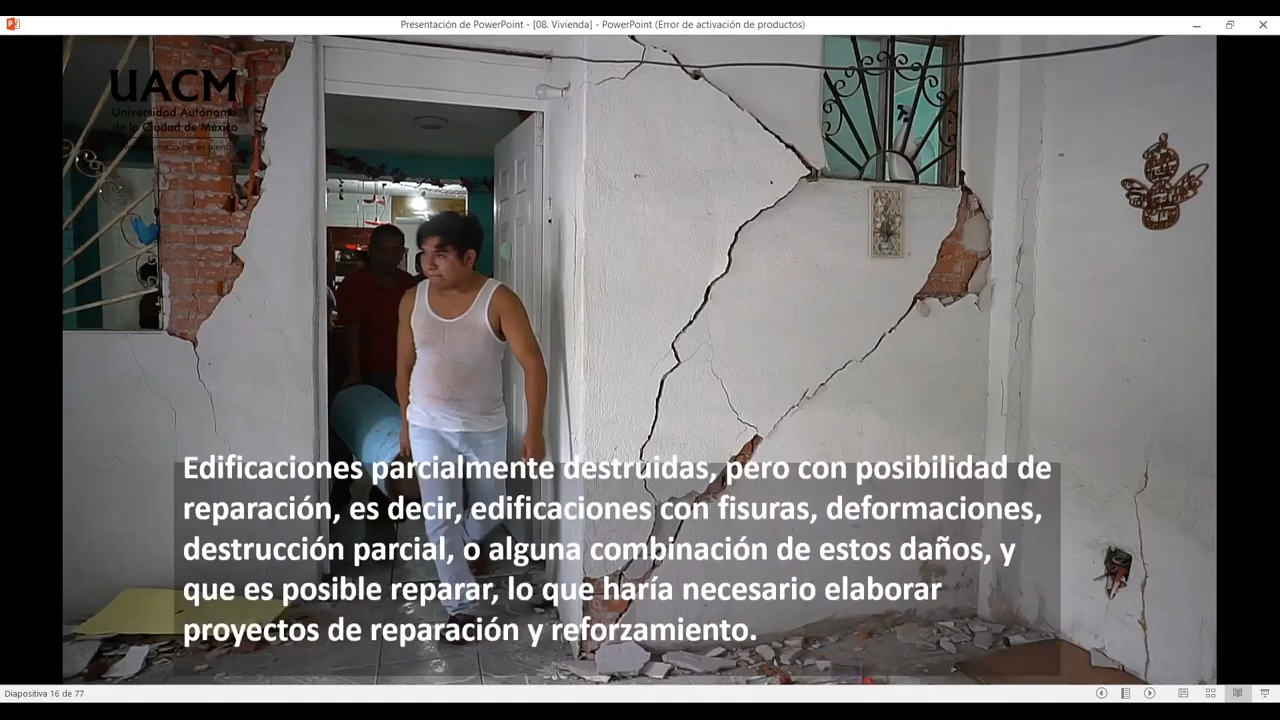 Presentación de PowerPoint - [08. Vivienda] - PowerPoint (Error de activación de productos)
UACM
Universidad Autónoma
de la Ciudad de México
Edificaciones parcialmente destruidas, pero con posibilidad de
reparación, es decir, edificaciones con fisuras, deformaciones,
destrucción parcial, o alguna combinación de estos daños, y
que es posible reparar, lo que haría necesario elaborar
proyectos de reparación y reforzamiento.
Diapositiva 16 de 77